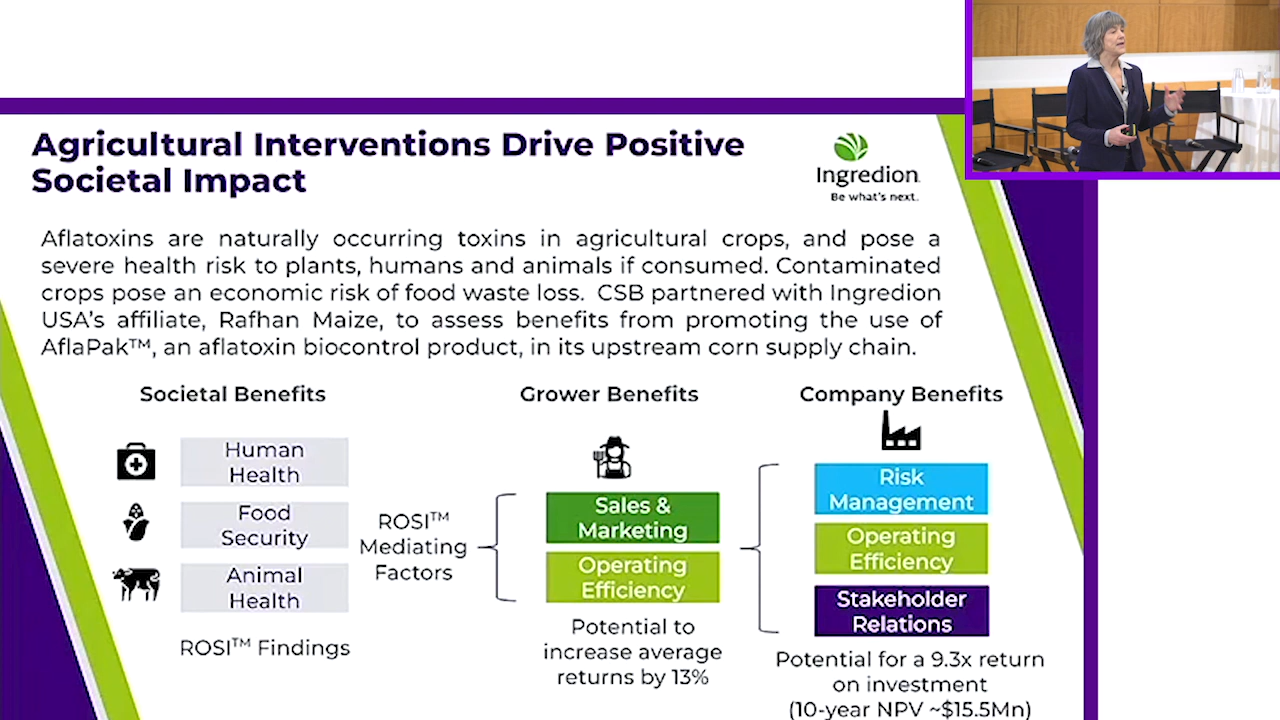 Agricultural Interventions Drive Positive
Societal Impact
Ingredion
Be what's next.
Aflatoxins are naturally occurring toxins in agricultural crops, and pose a
severe health risk to plants, humans and animals if consumed. Contaminated
crops pose an economic risk of food waste loss. CSB partnered with Ingredion
USA's affiliate, Rafhan Maize, to assess benefits from promoting the use of
AflaPak™, an aflatoxin biocontrol product, in its upstream corn supply chain.
Societal Benefits
Human
Health
Food
Security
Animal
Health
ROSI™ Findings
ROSI™
Mediating
Factors
Grower Benefits
Sales &
Marketing
Operating
Efficiency
Potential to
increase average
returns by 13%
Company Benefits
Risk
Management
Operating
Efficiency
Stakeholder
Relations
Potential for a 9.3x return
on investment
(10-year NPV ~$15.5Mn)